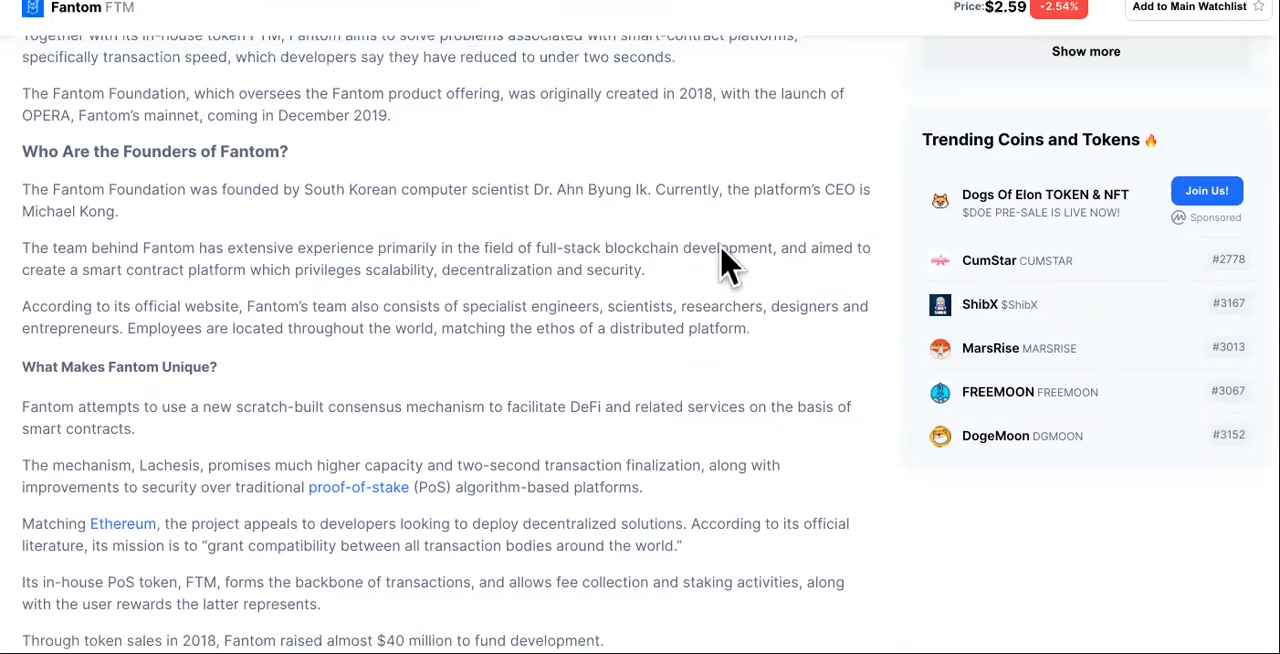 Fantom FTM
Price:$2.59 -2.54%
Add to Main Watchlist
Together with its in-house token FTM, Fantom aims to solve problems associated with smart-contract platforms,
specifically transaction speed, which developers say they have reduced to under two seconds.
The Fantom Foundation, which oversees the Fantom product offering, was originally created in 2018, with the launch of
OPERA, Fantom's mainnet, coming in December 2019.
Who Are the Founders of Fantom?
The Fantom Foundation was founded by South Korean computer scientist Dr. Ahn Byung Ik. Currently, the platform's CEO is
Michael Kong.
The team behind Fantom has extensive experience primarily in the field of full-stack blockchain development, and aimed to
create a smart contract platform which privileges scalability, decentralization and security.
According to its official website, Fantom's team also consists of specialist engineers, scientists, researchers, designers and
entrepreneurs. Employees are located throughout the world, matching the ethos of a distributed platform.
What Makes Fantom Unique?
Fantom attempts to use a new scratch-built consensus mechanism to facilitate DeFi and related services on the basis of
smart contracts.
The mechanism, Lachesis, promises much higher capacity and two-second transaction finalization, along with
improvements to security over traditional proof-of-stake (PoS) algorithm-based platforms.
Matching Ethereum, the project appeals to developers looking to deploy decentralized solutions. According to its official
literature, its mission is to “grant compatibility between all transaction bodies around the world.”
Its in-house PoS token, FTM, forms the backbone of transactions, and allows fee collection and staking activities, along
with the user rewards the latter represents.
Through token sales in 2018, Fantom raised almost $40 million to fund development.
Show more
Trending Coins and Tokens 🔥
Dogs Of Elon TOKEN & NFT
$DOE PRE-SALE IS LIVE NOW!
Join Us!
Sponsored
CumStar CUMSTAR #2778
ShibX $ShibX #3167
MarsRise MARSRISE #3013
FREEMOON FREEMOON #3067
DogeMoon DGMOON #3152